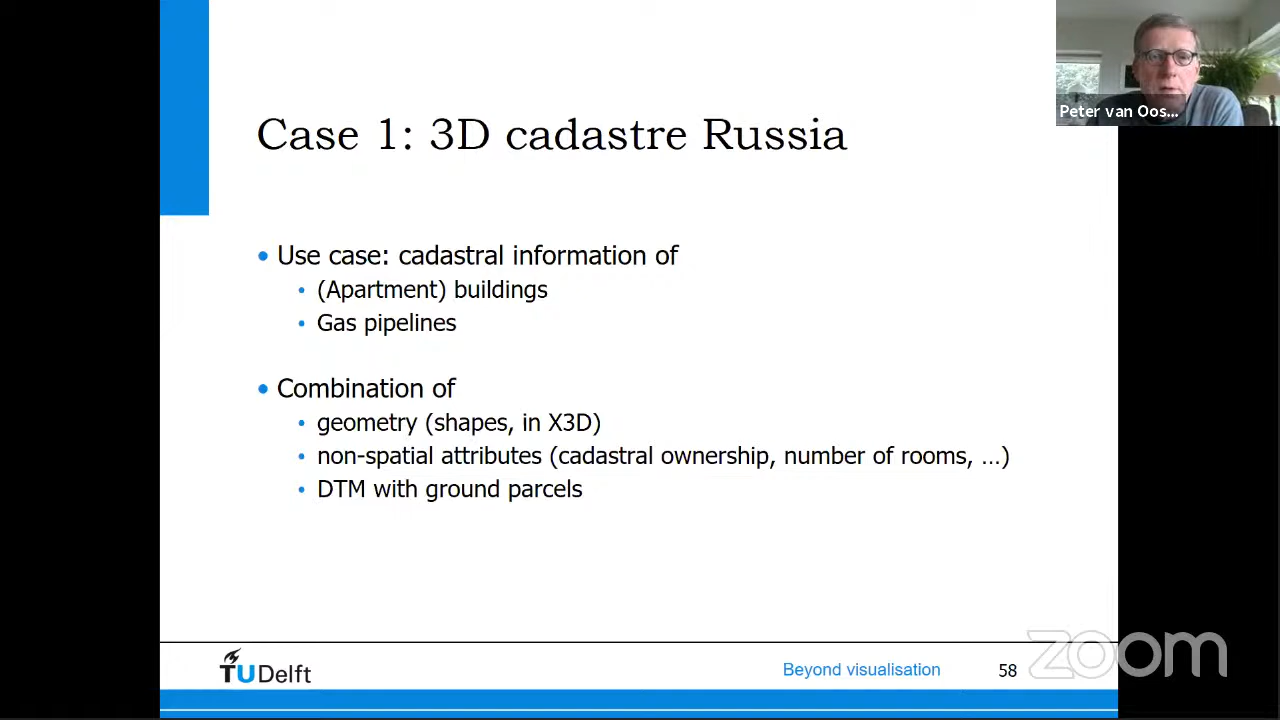 Peter van Oos...
Case 1: 3D cadastre Russia
• Use case: cadastral information of
• (Apartment) buildings
• Gas pipelines
• Combination of
• geometry (shapes, in X3D)
• non-spatial attributes (cadastral ownership, number of rooms, ...)
• DTM with ground parcels
TU Delft
Beyond visualisation
58
zoom